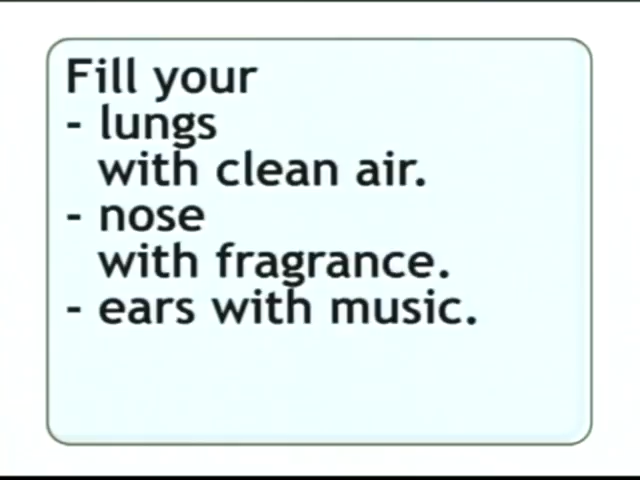 Fill your
- lungs
with clean air.
- nose
with fragrance.
- ears with music.